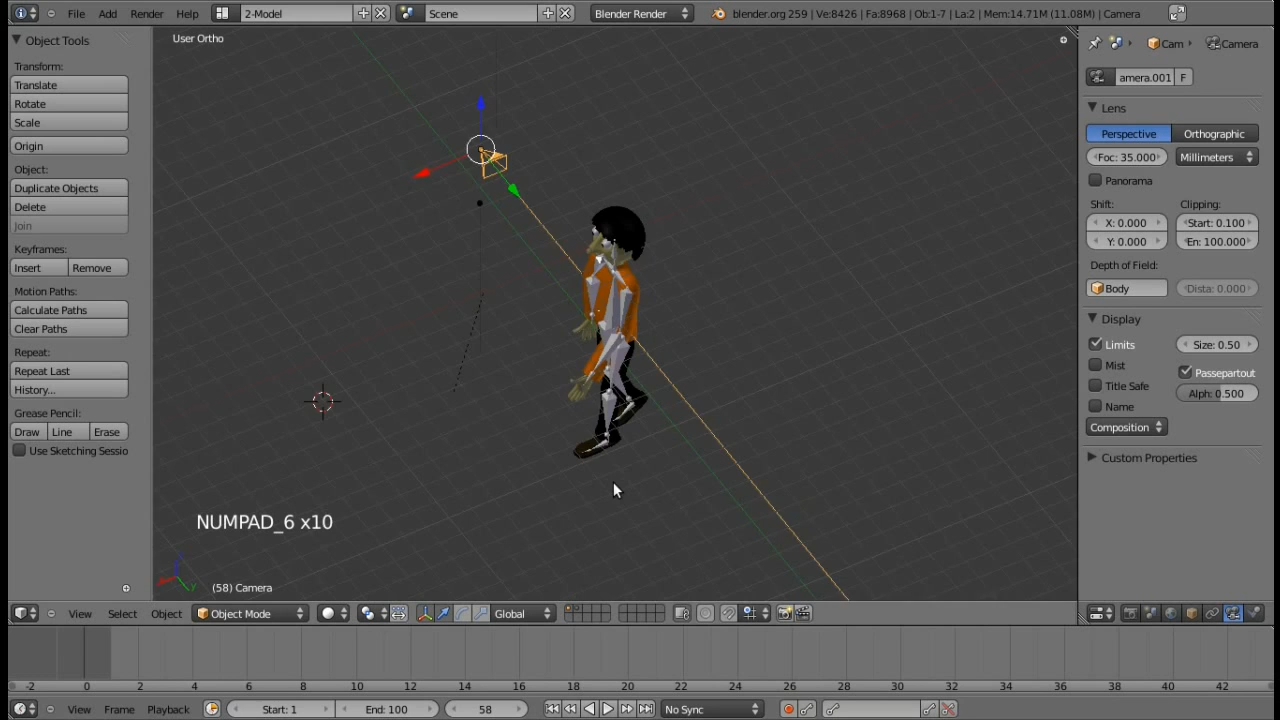 File Add Render Help 2-Model Scene Blender Render blender.org 259 | Ve:8426 | Fa:8968 | Ob:1-7 | La:2 | Mem:14.71M (11.08M) | Camera
Object Tools
Transform:
Translate
Rotate
Scale
Origin
Object:
Duplicate Objects
Delete
Join
Keyframes:
Insert Remove
Motion Paths:
Calculate Paths
Clear Paths
Repeat:
Repeat Last
History...
Grease Pencil:
Draw Line Erase
Use Sketching Sessio
User Ortho
NUMPAD_6 x10
(58) Camera
View Select Object Object Mode Global
Cam Camera
amera.001 F
Lens
Perspective Orthographic
Foc: 35.000 Millimeters
Panorama
Shift: Clipping:
X: 0.000 Start: 0.100
Y: 0.000 En: 100.000
Depth of Field:
Body Dista: 0.000
Display
Limits Size: 0.50
Mist Passepartout
Title Safe Alph: 0.500
Name
Composition
Custom Properties
-2 0 2 4 6 8 10 12 14 16 18 20 22 24 26 28 30 32 34 36 38 40 42
View Frame Playback Start: 1 End: 100 58 No Sync